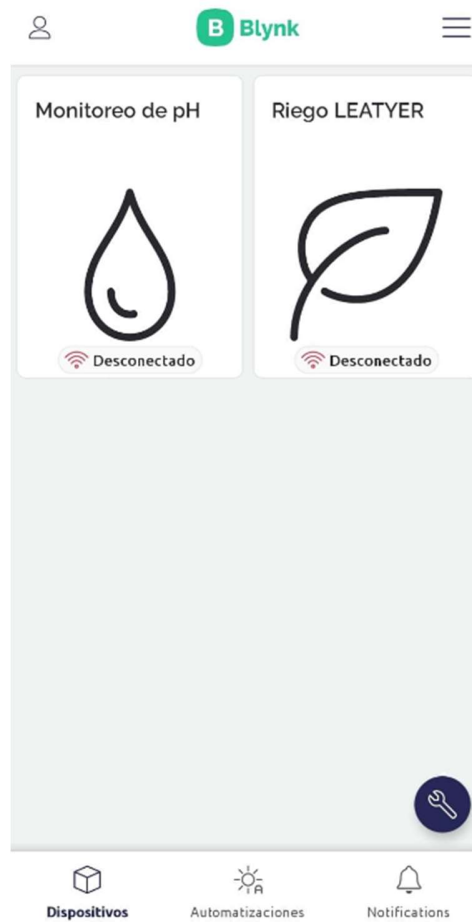 B Blynk
Monitoreo de pH
Riego LEATYER
Desconectado
Desconectado
A
Dispositivos
Automatizaciones
Notifications